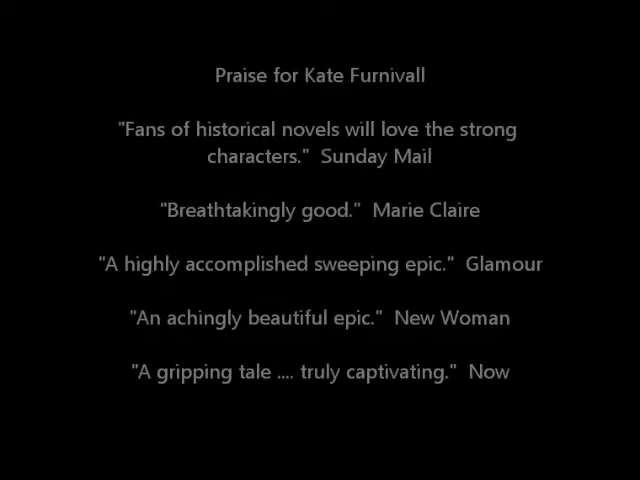 Praise for Kate Furnivall
"Fans of historical novels will love the strong
characters."  Sunday Mail
"Breathtakingly good."  Marie Claire
"A highly accomplished sweeping epic."  Glamour
"An achingly beautiful epic."  New Woman
"A gripping tale .... truly captivating."  Now